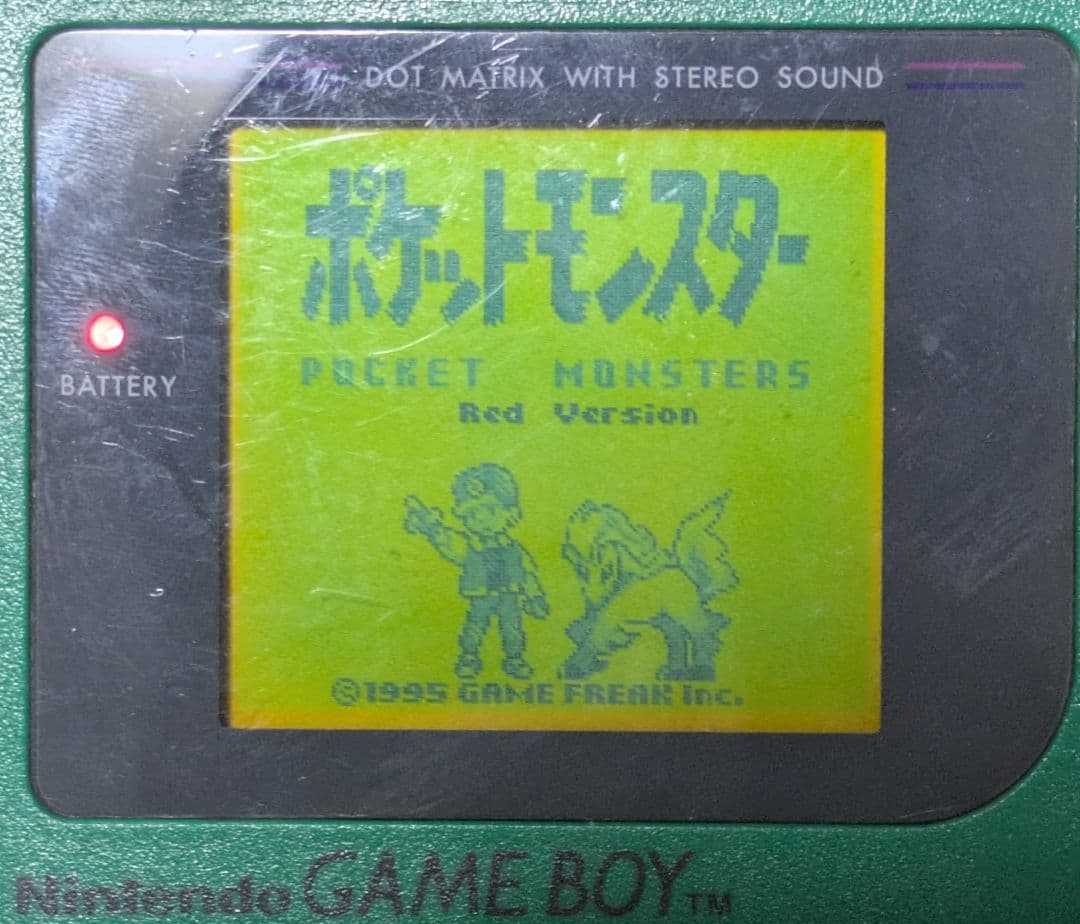 DOT MATRIX WITH STEREO SOUND
ポケットモンスター
POCKET MONSTERS
Red Version
BATTERY
©1995 GAME FREAK Inc.
Nintendo GAME BOY™